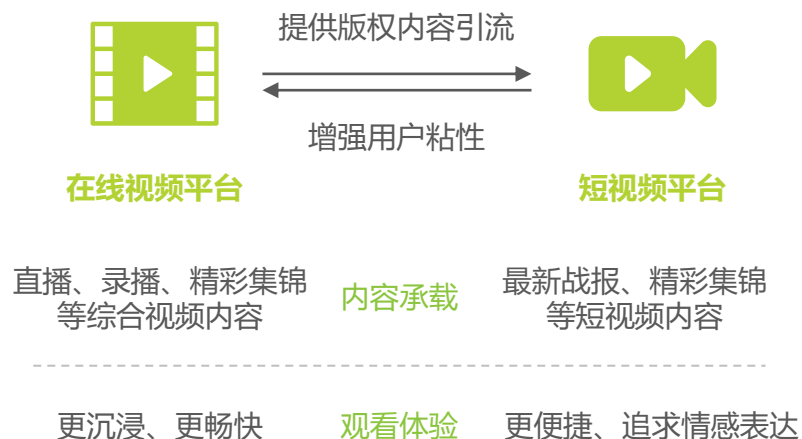 提供版权内容引流
增强用户粘性
在线视频平台
短视频平台
直播、录播、精彩集锦
等综合视频内容
内容承载
最新战报、精彩集锦
等短视频内容
更沉浸、更畅快
观看体验
更便捷、追求情感表达